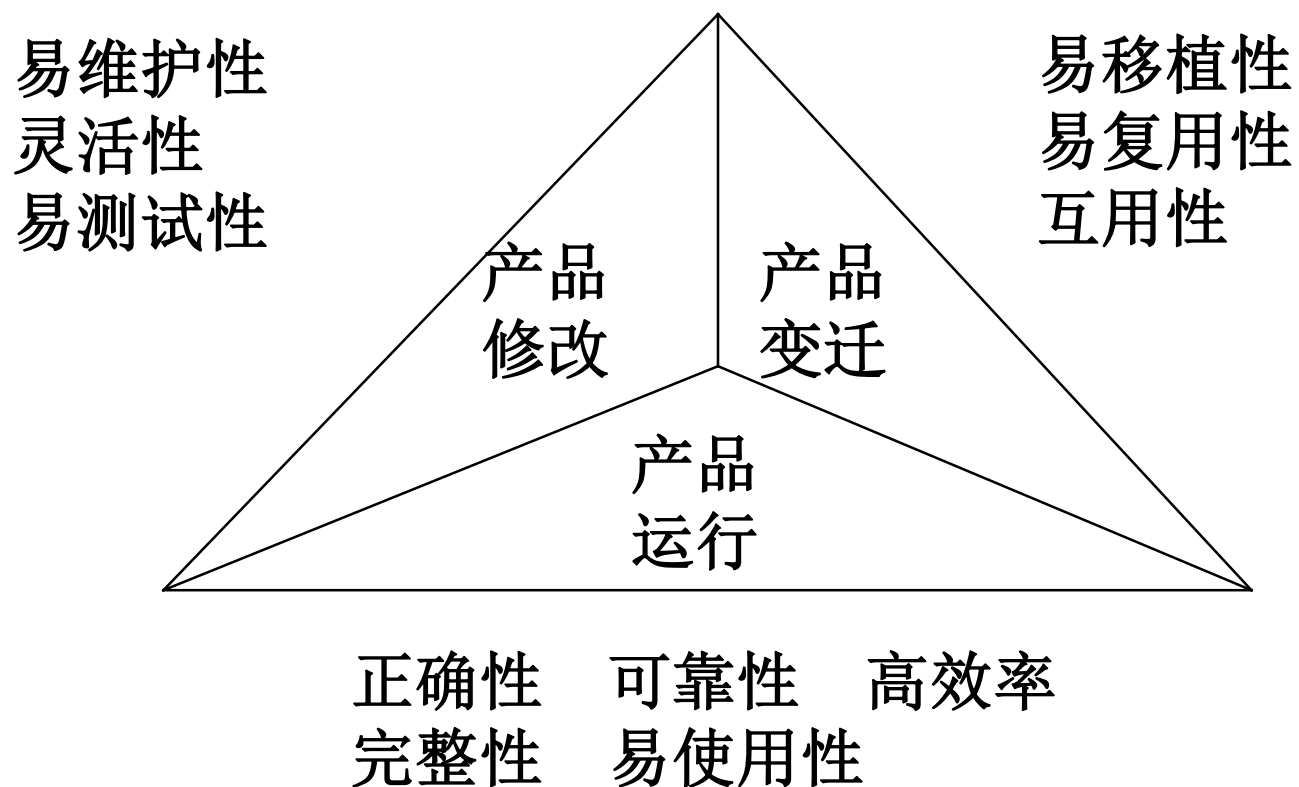 易维护性
灵活性
易测试性
易移植性
易复用性
互用性
产品
修改
产品
变迁
产品
运行
正确性 可靠性 高效率
完整性 易使用性